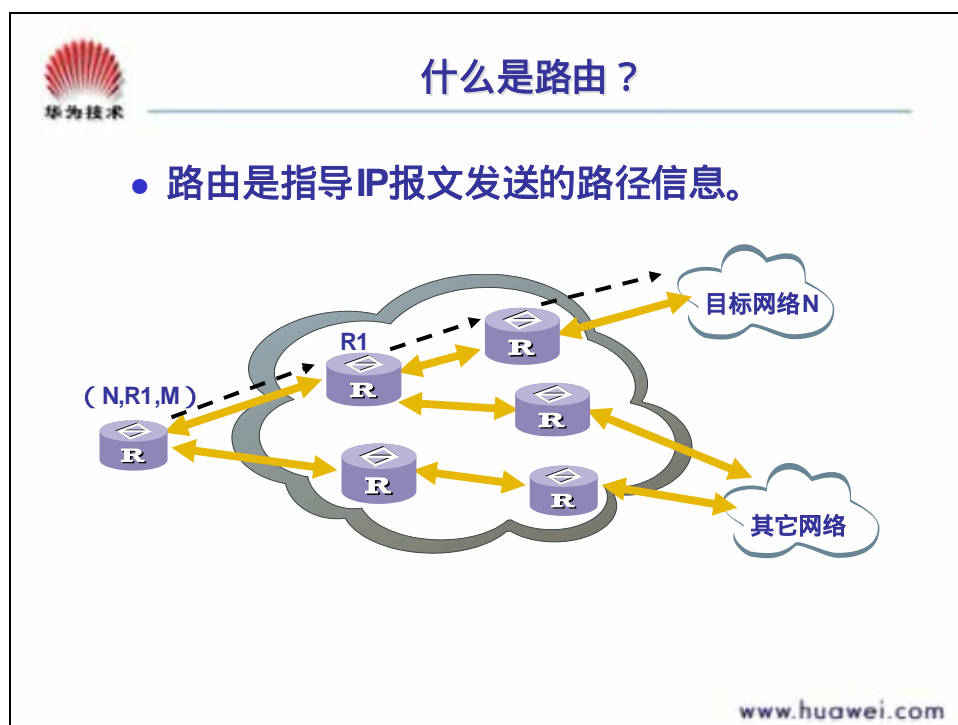 什么是路由？
华为技术
路由是指导IP报文发送的路径信息。
目标网络N
R1
R
R
(N,R1,M)
R
R
R
R
其它网络
www.huawei.com